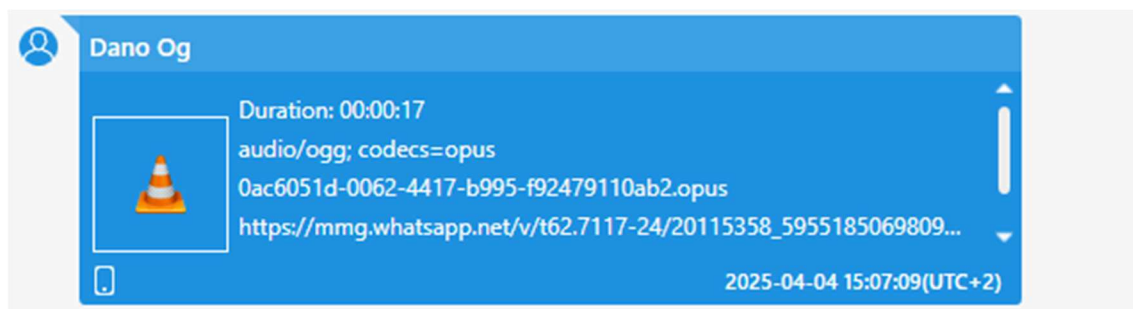 Dano Og
Duration: 00:00:17
audio/ogg; codecs=opus
0ac6051d-0062-4417-b995-f92479110ab2.opus
https://mmg.whatsapp.net/v/t62.7117-24/20115358_5955185069809...
2025-04-04 15:07:09(UTC+2)